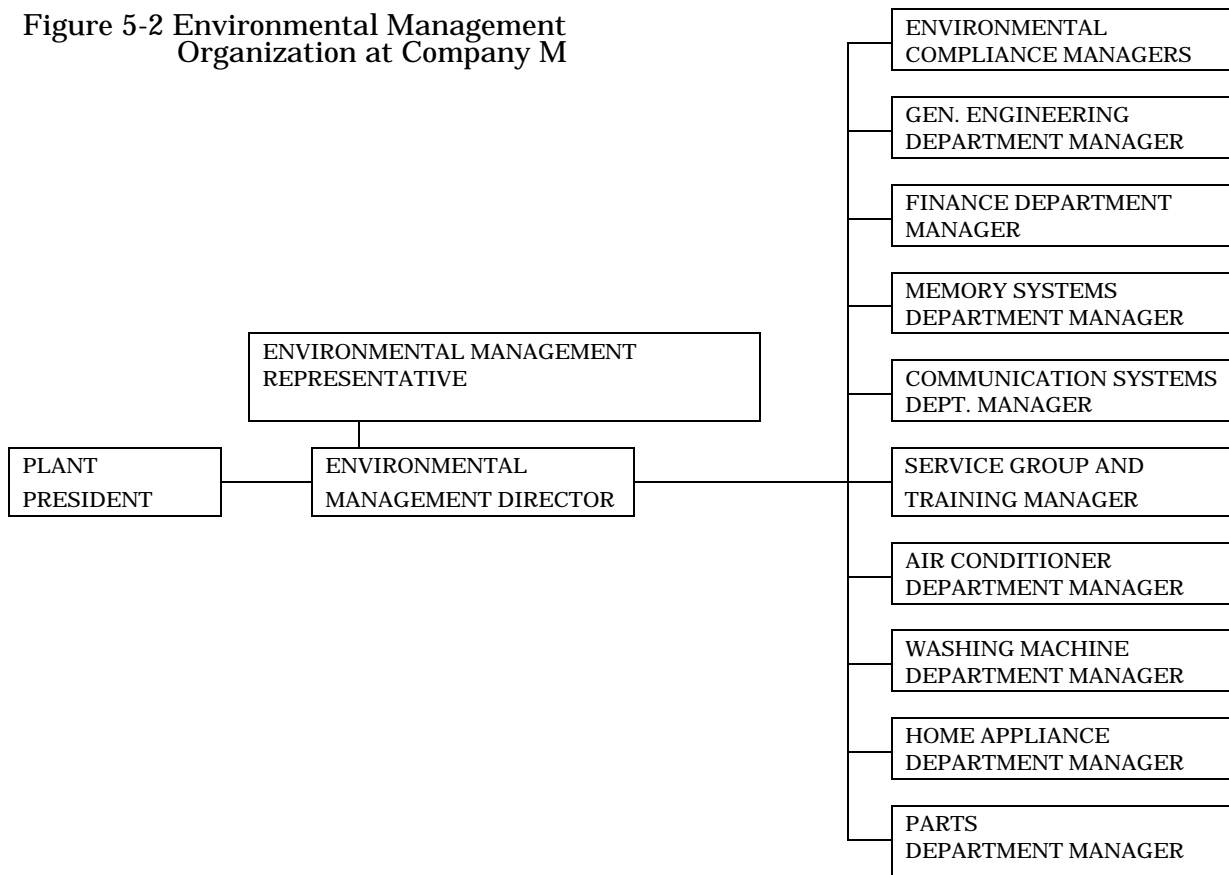 Figure 5-2 Environmental Management
Organization at Company M
ENVIRONMENTAL
COMPLIANCE MANAGERS
GEN. ENGINEERING
DEPARTMENT MANAGER
FINANCE DEPARTMENT
MANAGER
MEMORY SYSTEMS
DEPARTMENT MANAGER
ENVIRONMENTAL MANAGEMENT
REPRESENTATIVE
COMMUNICATION SYSTEMS
DEPT. MANAGER
PLANT
PRESIDENT
ENVIRONMENTAL
MANAGEMENT DIRECTOR
SERVICE GROUP AND
TRAINING MANAGER
AIR CONDITIONER
DEPARTMENT MANAGER
WASHING MACHINE
DEPARTMENT MANAGER
HOME APPLIANCE
DEPARTMENT MANAGER
PARTS
DEPARTMENT MANAGER